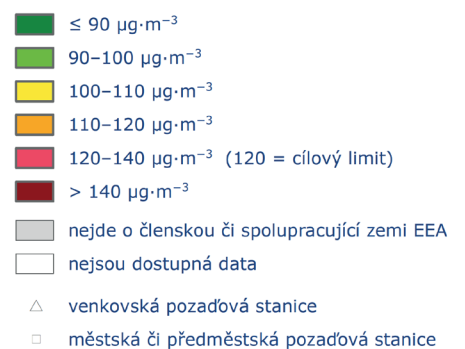 ≤ 90 µg·m⁻³
90–100 µg·m⁻³
100–110 µg·m⁻³
110–120 µg·m⁻³
120–140 µg·m⁻³ (120 = cílový limit)
> 140 µg·m⁻³
nejde o členskou či spolupracující zemi EEA
nejsou dostupná data
venkovská pozaďová stanice
městská či předměstská pozaďová stanice